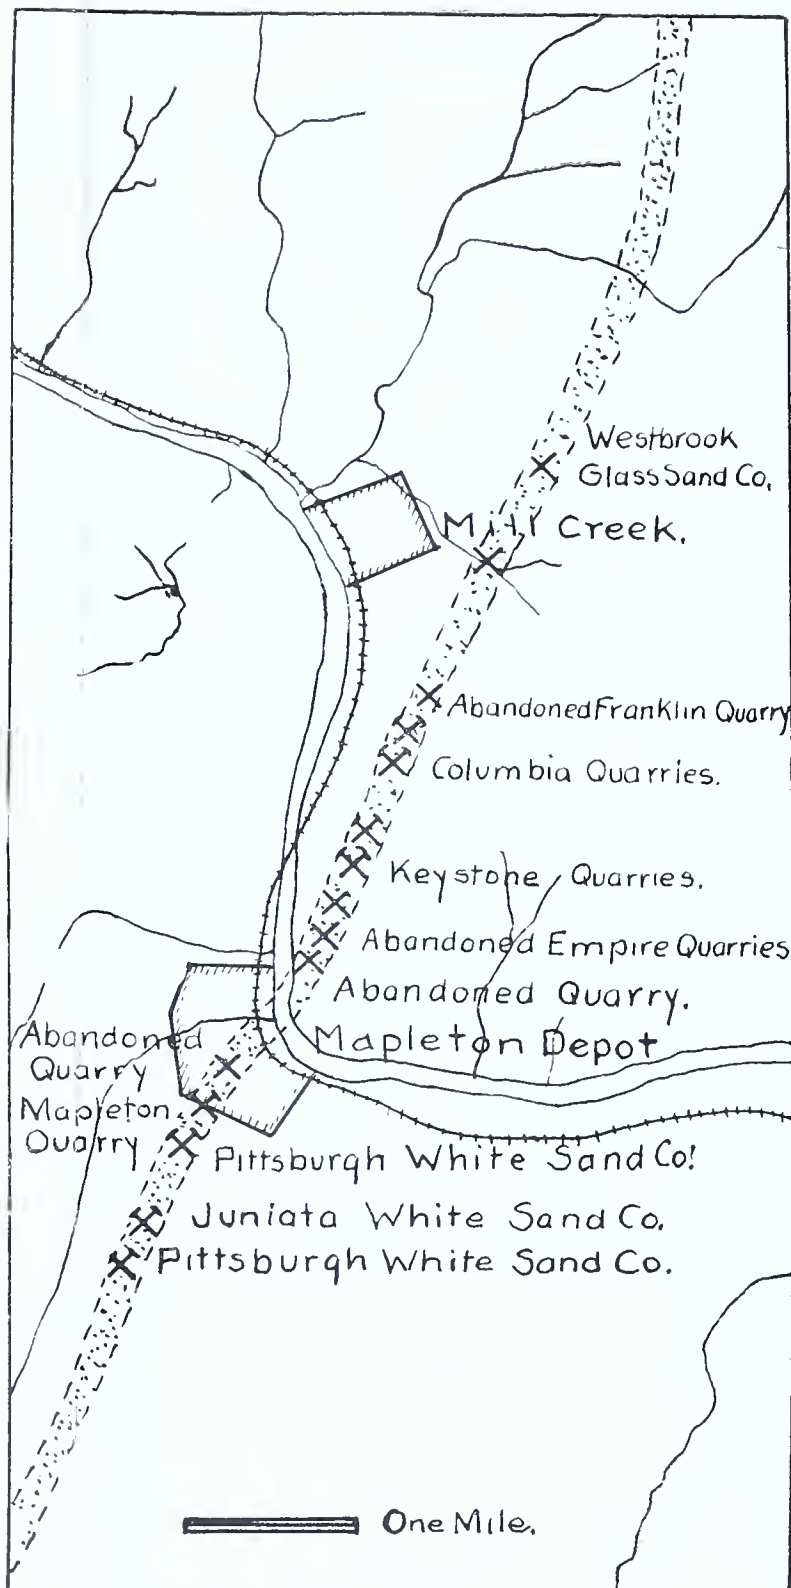 Westbrook
Glass Sand Co.
Mill Creek.
Abandoned Franklin Quarry
Columbia Quarries.
Keystone Quarries.
Abandoned Empire Quarries
Abandoned Quarry.
Mapleton Depot
Abandoned
Quarry
Mapleton
Quarry
Pittsburgh White Sand Co.
Juniata White Sand Co.
Pittsburgh White Sand Co.
One Mile.